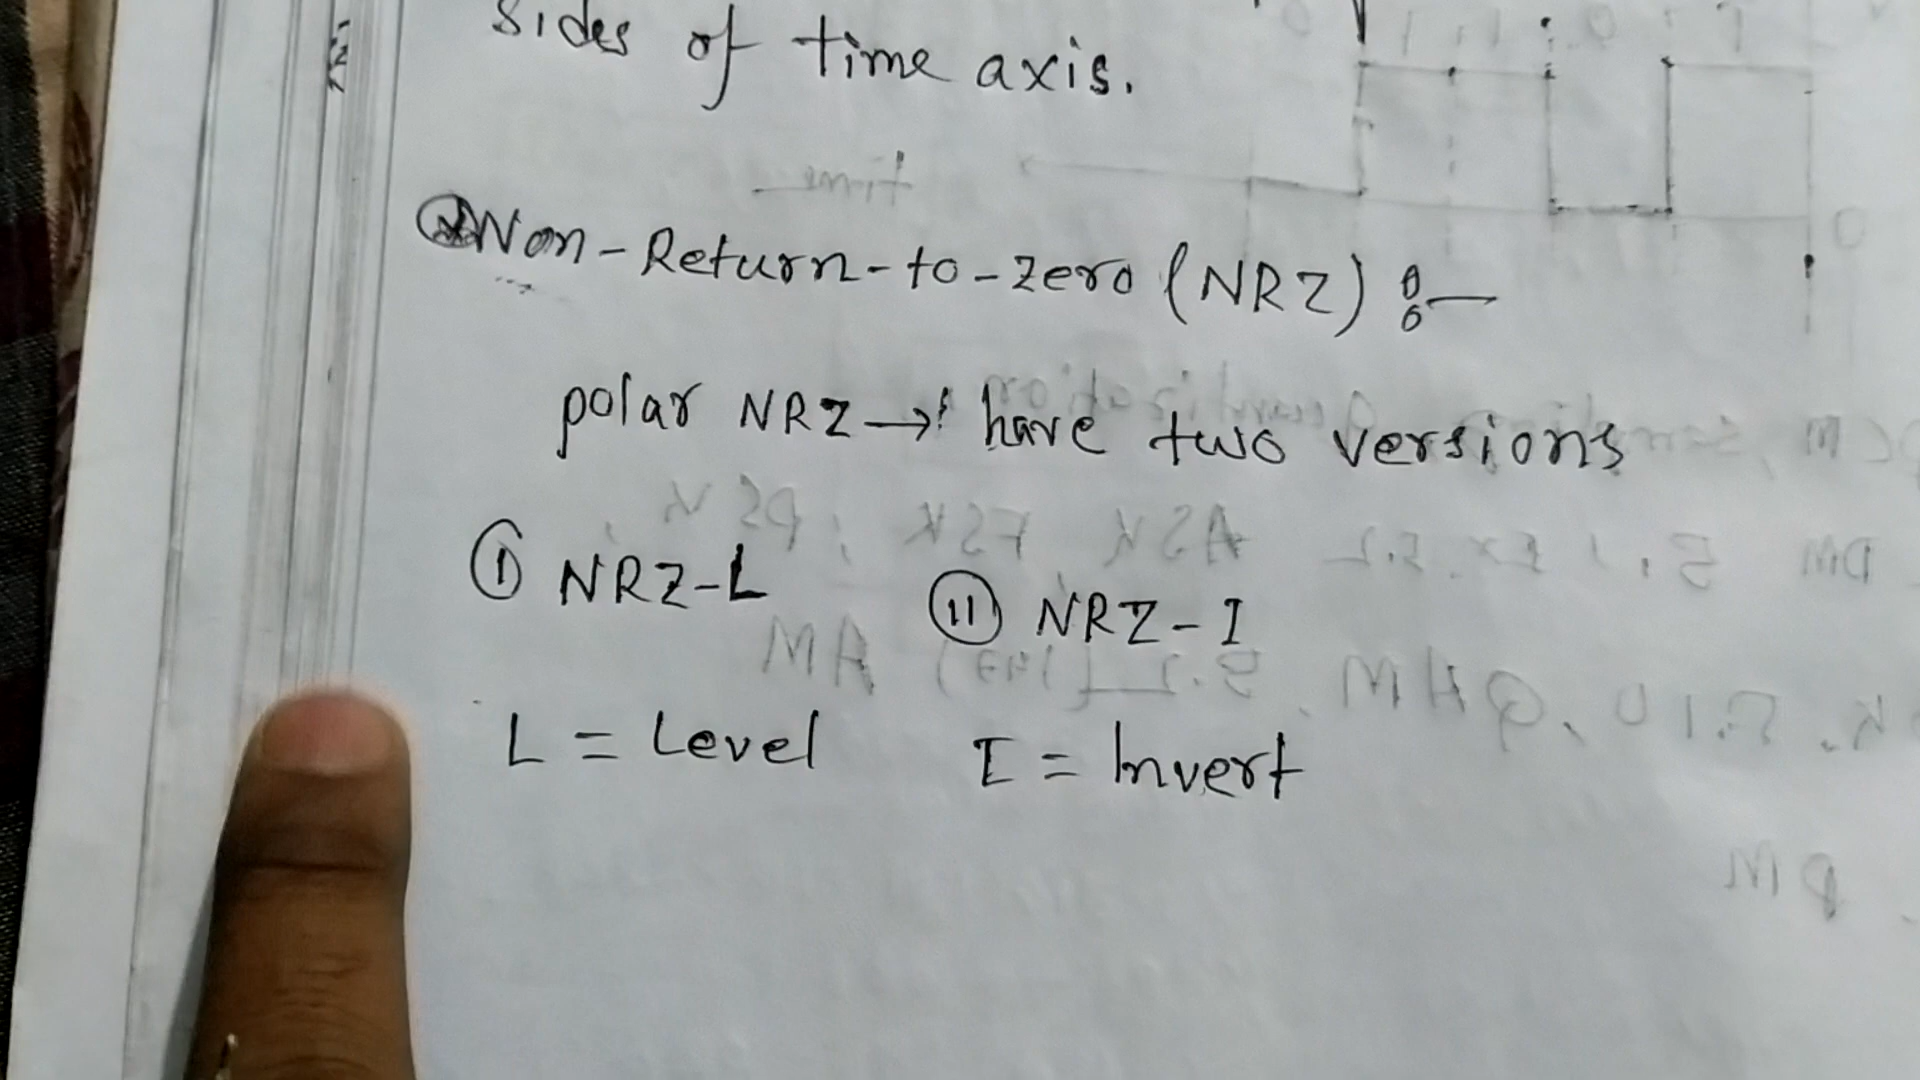 sides of time axis.
Non-Return-to-zero (NRZ) :-
polar NRZ → have two versions
(I) NRZ-L (II) NRZ-I
L = Level I = Invert